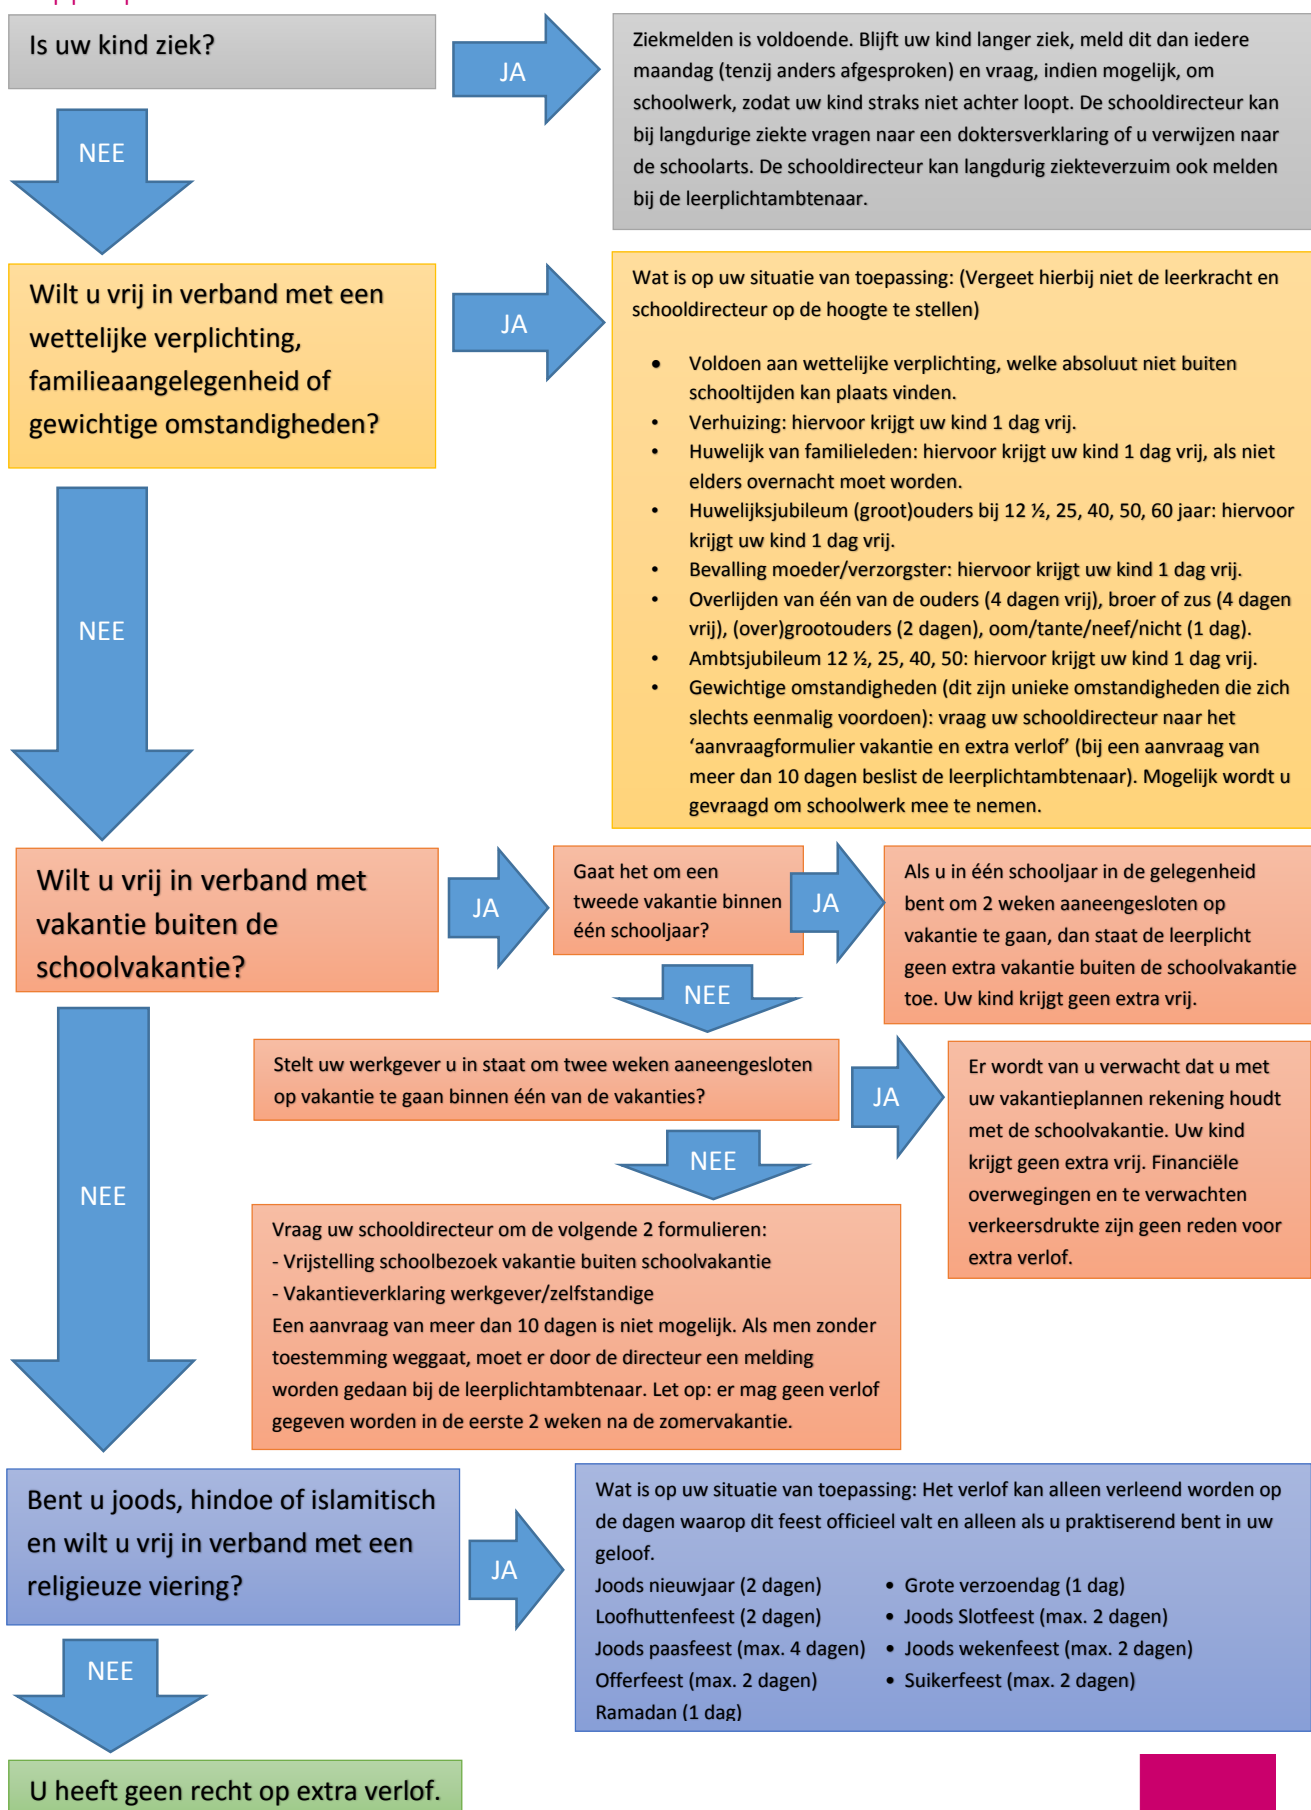 Is uw kind ziek?
JA
Ziekmelden is voldoende. Blijft uw kind langer ziek, meld dit dan iedere
maandag (tenzij anders afgesproken) en vraag, indien mogelijk, om
schoolwerk, zodat uw kind straks niet achter loopt. De schooldirecteur kan
bij langdurige ziekte vragen naar een doktersverklaring of u verwijzen naar
de schoolarts. De schooldirecteur kan langdurig ziekteverzuim ook melden
bij de leerplichtambtenaar.
NEE
Wilt u vrij in verband met een
wettelijke verplichting,
familieaangelegenheid of
gewichtige omstandigheden?
JA
Wat is op uw situatie van toepassing: (Vergeet hierbij niet de leerkracht en
schooldirecteur op de hoogte te stellen)
• Voldoen aan wettelijke verplichting, welke absoluut niet buiten
schooltijden kan plaats vinden.
• Verhuizing: hiervoor krijgt uw kind 1 dag vrij.
• Huwelijk van familieleden: hiervoor krijgt uw kind 1 dag vrij, als niet
elders overnacht moet worden.
• Huwelijksjubileum (groot)ouders bij 12 ½, 25, 40, 50, 60 jaar: hiervoor
krijgt uw kind 1 dag vrij.
• Bevalling moeder/verzorgster: hiervoor krijgt uw kind 1 dag vrij.
• Overlijden van één van de ouders (4 dagen vrij), broer of zus (4 dagen
vrij), (over)grootouders (2 dagen), oom/tante/neef/nicht (1 dag).
• Ambtsjubileum 12 ½, 25, 40, 50: hiervoor krijgt uw kind 1 dag vrij.
• Gewichtige omstandigheden (dit zijn unieke omstandigheden die zich
slechts eenmalig voordoen): vraag uw schooldirecteur naar het
‘aanvraagformulier vakantie en extra verlof’ (bij een aanvraag van
meer dan 10 dagen beslist de leerplichtambtenaar). Mogelijk wordt u
gevraagd om schoolwerk mee te nemen.
NEE
Wilt u vrij in verband met
vakantie buiten de
schoolvakantie?
JA
Gaat het om een
tweede vakantie binnen
één schooljaar?
JA
Als u in één schooljaar in de gelegenheid
bent om 2 weken aaneengesloten op
vakantie te gaan, dan staat de leerplicht
geen extra vakantie buiten de schoolvakantie
toe. Uw kind krijgt geen extra vrij.
NEE
Stelt uw werkgever u in staat om twee weken aaneengesloten
op vakantie te gaan binnen één van de vakanties?
JA
Er wordt van u verwacht dat u met
uw vakantieplannen rekening houdt
met de schoolvakantie. Uw kind
krijgt geen extra vrij. Financiële
overwegingen en te verwachten
verkeersdrukte zijn geen reden voor
extra verlof.
NEE
Vraag uw schooldirecteur om de volgende 2 formulieren:
- Vrijstelling schoolbezoek vakantie buiten schoolvakantie
- Vakantieverklaring werkgever/zelfstandige
Een aanvraag van meer dan 10 dagen is niet mogelijk. Als men zonder
toestemming weggaat, moet er door de directeur een melding
worden gedaan bij de leerplichtambtenaar. Let op: er mag geen verlof
gegeven worden in de eerste 2 weken na de zomervakantie.
NEE
Bent u joods, hindoe of islamitisch
en wilt u vrij in verband met een
religieuze viering?
JA
Wat is op uw situatie van toepassing: Het verlof kan alleen verleend worden op
de dagen waarop dit feest officieel valt en alleen als u praktiserend bent in uw
geloof.
Joods nieuwjaar (2 dagen) • Grote verzoendag (1 dag)
Loofhuttenfeest (2 dagen) • Joods Slotfeest (max. 2 dagen)
Joods paasfeest (max. 4 dagen) • Joods wekenfeest (max. 2 dagen)
Offerfeest (max. 2 dagen) • Suikerfeest (max. 2 dagen)
Ramadan (1 dag)
NEE
U heeft geen recht op extra verlof.